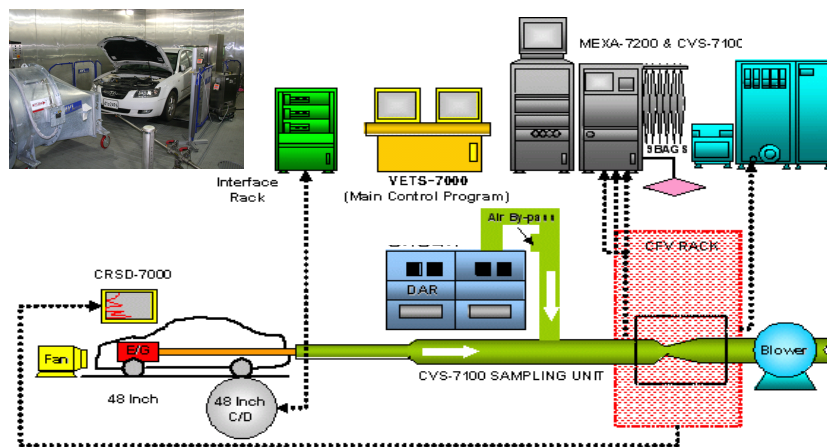 MEXA-7200 & CVS-7100
9BAGS
Interface
Rack
VETS-7000
(Main Control Program)
Air By-pass
CFV RACK
CRSD-7000
DAR
Fan
E/G
Blower
CVS-7100 SAMPLING UNIT
48 Inch
48 Inch
C/D